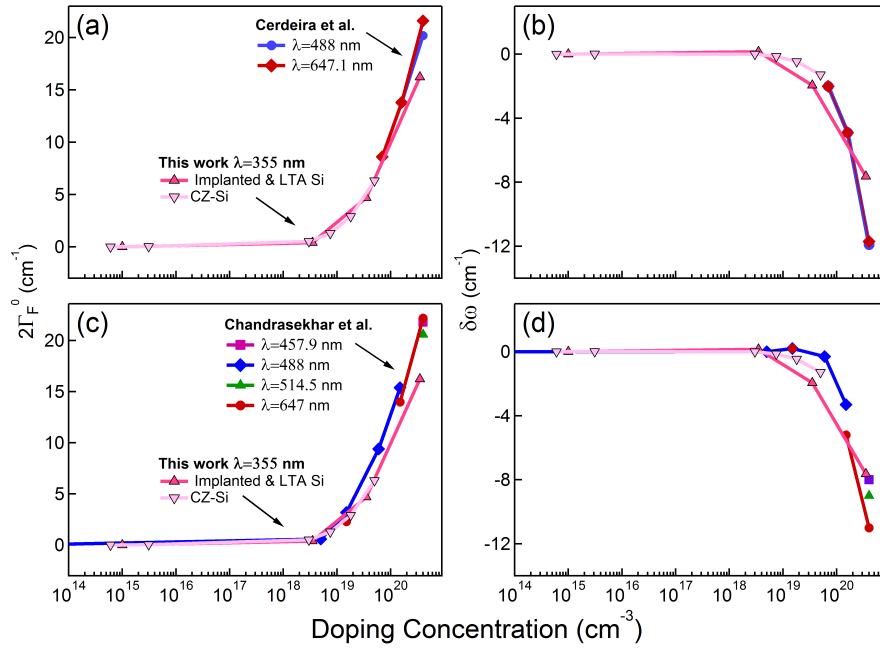 (a)
Cerdeira et al.
λ=488 nm
λ=647.1 nm
This work λ=355 nm
Implanted & LTA Si
CZ-Si
20
15
10
5
0
(b)
0
-4
-8
-12
2ΓF0 (cm-1)
δω (cm-1)
(c)
Chandrasekhar et al.
λ=457.9 nm
λ=488 nm
λ=514.5 nm
λ=647 nm
This work λ=355 nm
Implanted & LTA Si
CZ-Si
20
15
10
5
0
(d)
0
-4
-8
-12
10^14 10^15 10^16 10^17 10^18 10^19 10^20
10^14 10^15 10^16 10^17 10^18 10^19 10^20
Doping Concentration (cm-3)